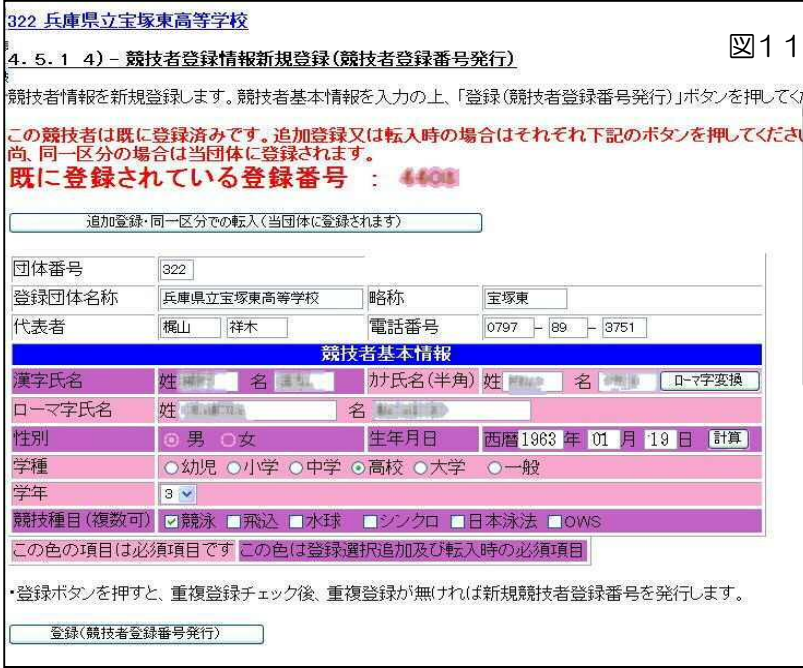 322 兵庫県立宝塚東高等学校
図11
4.5.1 4)- 競技者登録情報新規登録(競技者登録番号発行)
競技者情報を新規登録します。競技者基本情報を入力の上、「登録(競技者登録番号発行)」ボタンを押してく
この競技者は既に登録済みです。追加登録又は転入時の場合はそれぞれ下記のボタンを押してくださ
尚、同一区分の場合は当団体に登録されます。
既に登録されている登録番号 :
追加登録・同一区分での転入(当団体に登録されます)
団体番号 322
登録団体名称 兵庫県立宝塚東高等学校 略称 宝塚東
代表者 梶山 祥木 電話番号 0797 - 89 - 3751
競技者基本情報
漢字氏名 姓 名 カナ氏名(半角) 姓 名 ローマ字変換
ローマ字氏名 姓 名
性別 男 女 生年月日 西暦 1963 年 01 月 19 日 計算
学種 幼児 小学 中学 高校 大学 一般
学年 3
競技種目(複数可) 競泳 飛込 水球 シンクロ 日本泳法 OWS
この色の項目は必須項目です この色は登録選択追加及び転入時の必須項目
・登録ボタンを押すと、重複登録チェック後、重複登録が無ければ新規競技者登録番号を発行します。
登録(競技者登録番号発行)